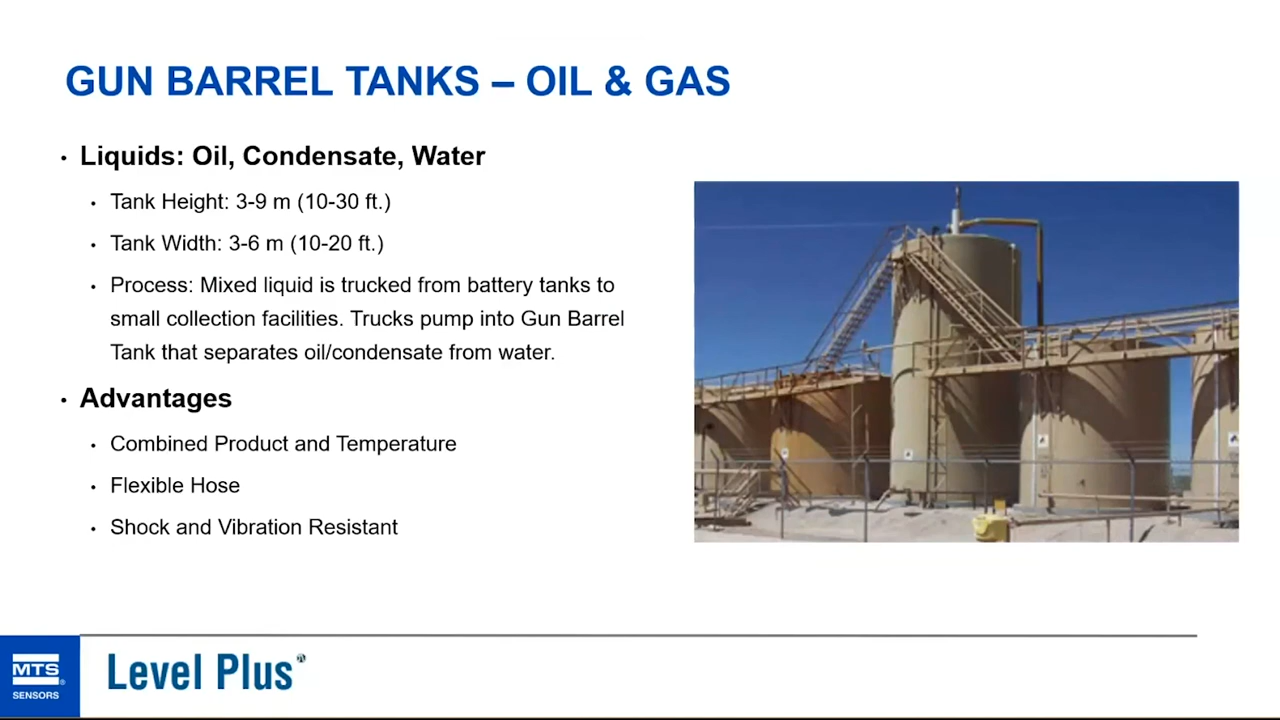 GUN BARREL TANKS – OIL & GAS
• Liquids: Oil, Condensate, Water
• Tank Height: 3-9 m (10-30 ft.)
• Tank Width: 3-6 m (10-20 ft.)
• Process: Mixed liquid is trucked from battery tanks to
small collection facilities. Trucks pump into Gun Barrel
Tank that separates oil/condensate from water.
• Advantages
• Combined Product and Temperature
• Flexible Hose
• Shock and Vibration Resistant
MTS®
SENSORS
Level Plus®